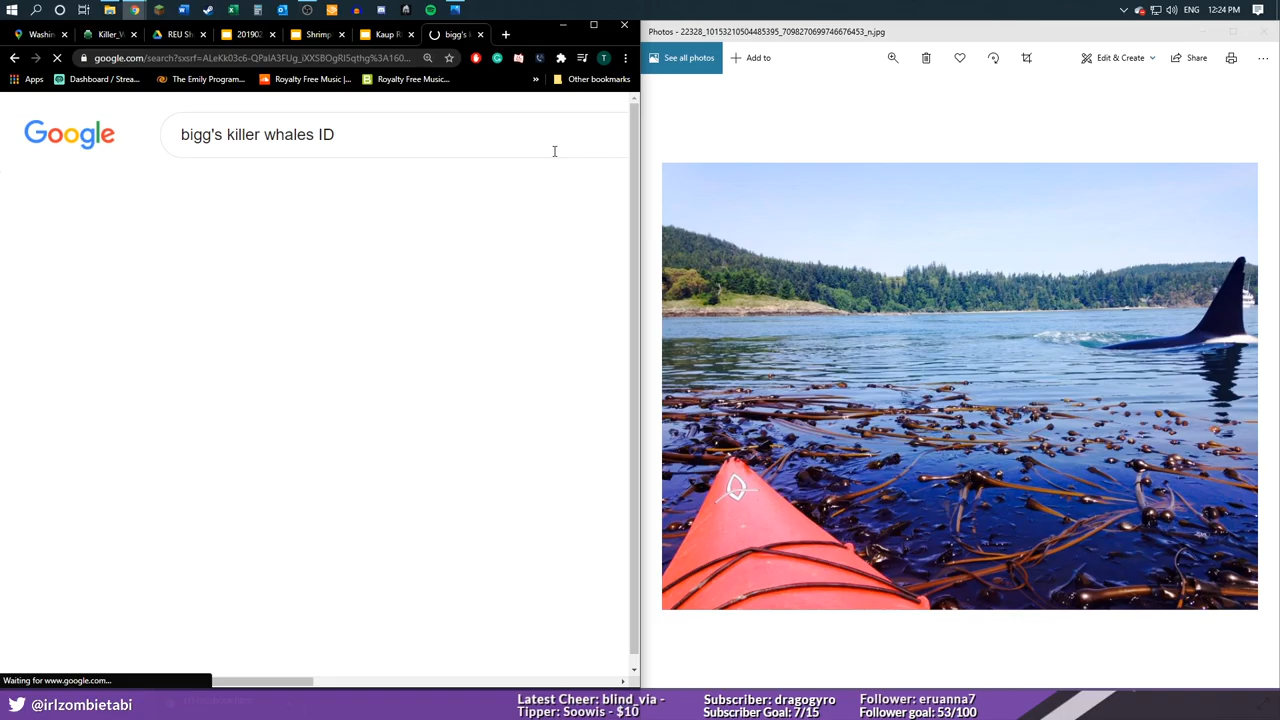 Washin
Killer_V
REU Sh
201902
Shrimp
Kaup R
bigg's k
google.com/search?sxsrf=ALeKk03c6-QPaIA3FUg_iXXSBOgRI5qthg%3A160...
Apps
Dashboard / Strea...
The Emily Program...
Royalty Free Music |...
Royalty Free Music...
»
Other bookmarks
Google
bigg's killer whales ID
Waiting for www.google.com...
ENG
12:24 PM
Photos - 22328_10153210504485395_7098270699746676453_n.jpg
See all photos
Add to
Edit & Create
Share
@irlzombietabi
Latest Cheer: blind_via -
Tipper: Soowis - $10
Subscriber: dragogyro
Subscriber Goal: 7/15
Follower: eruanna7
Follower goal: 53/100